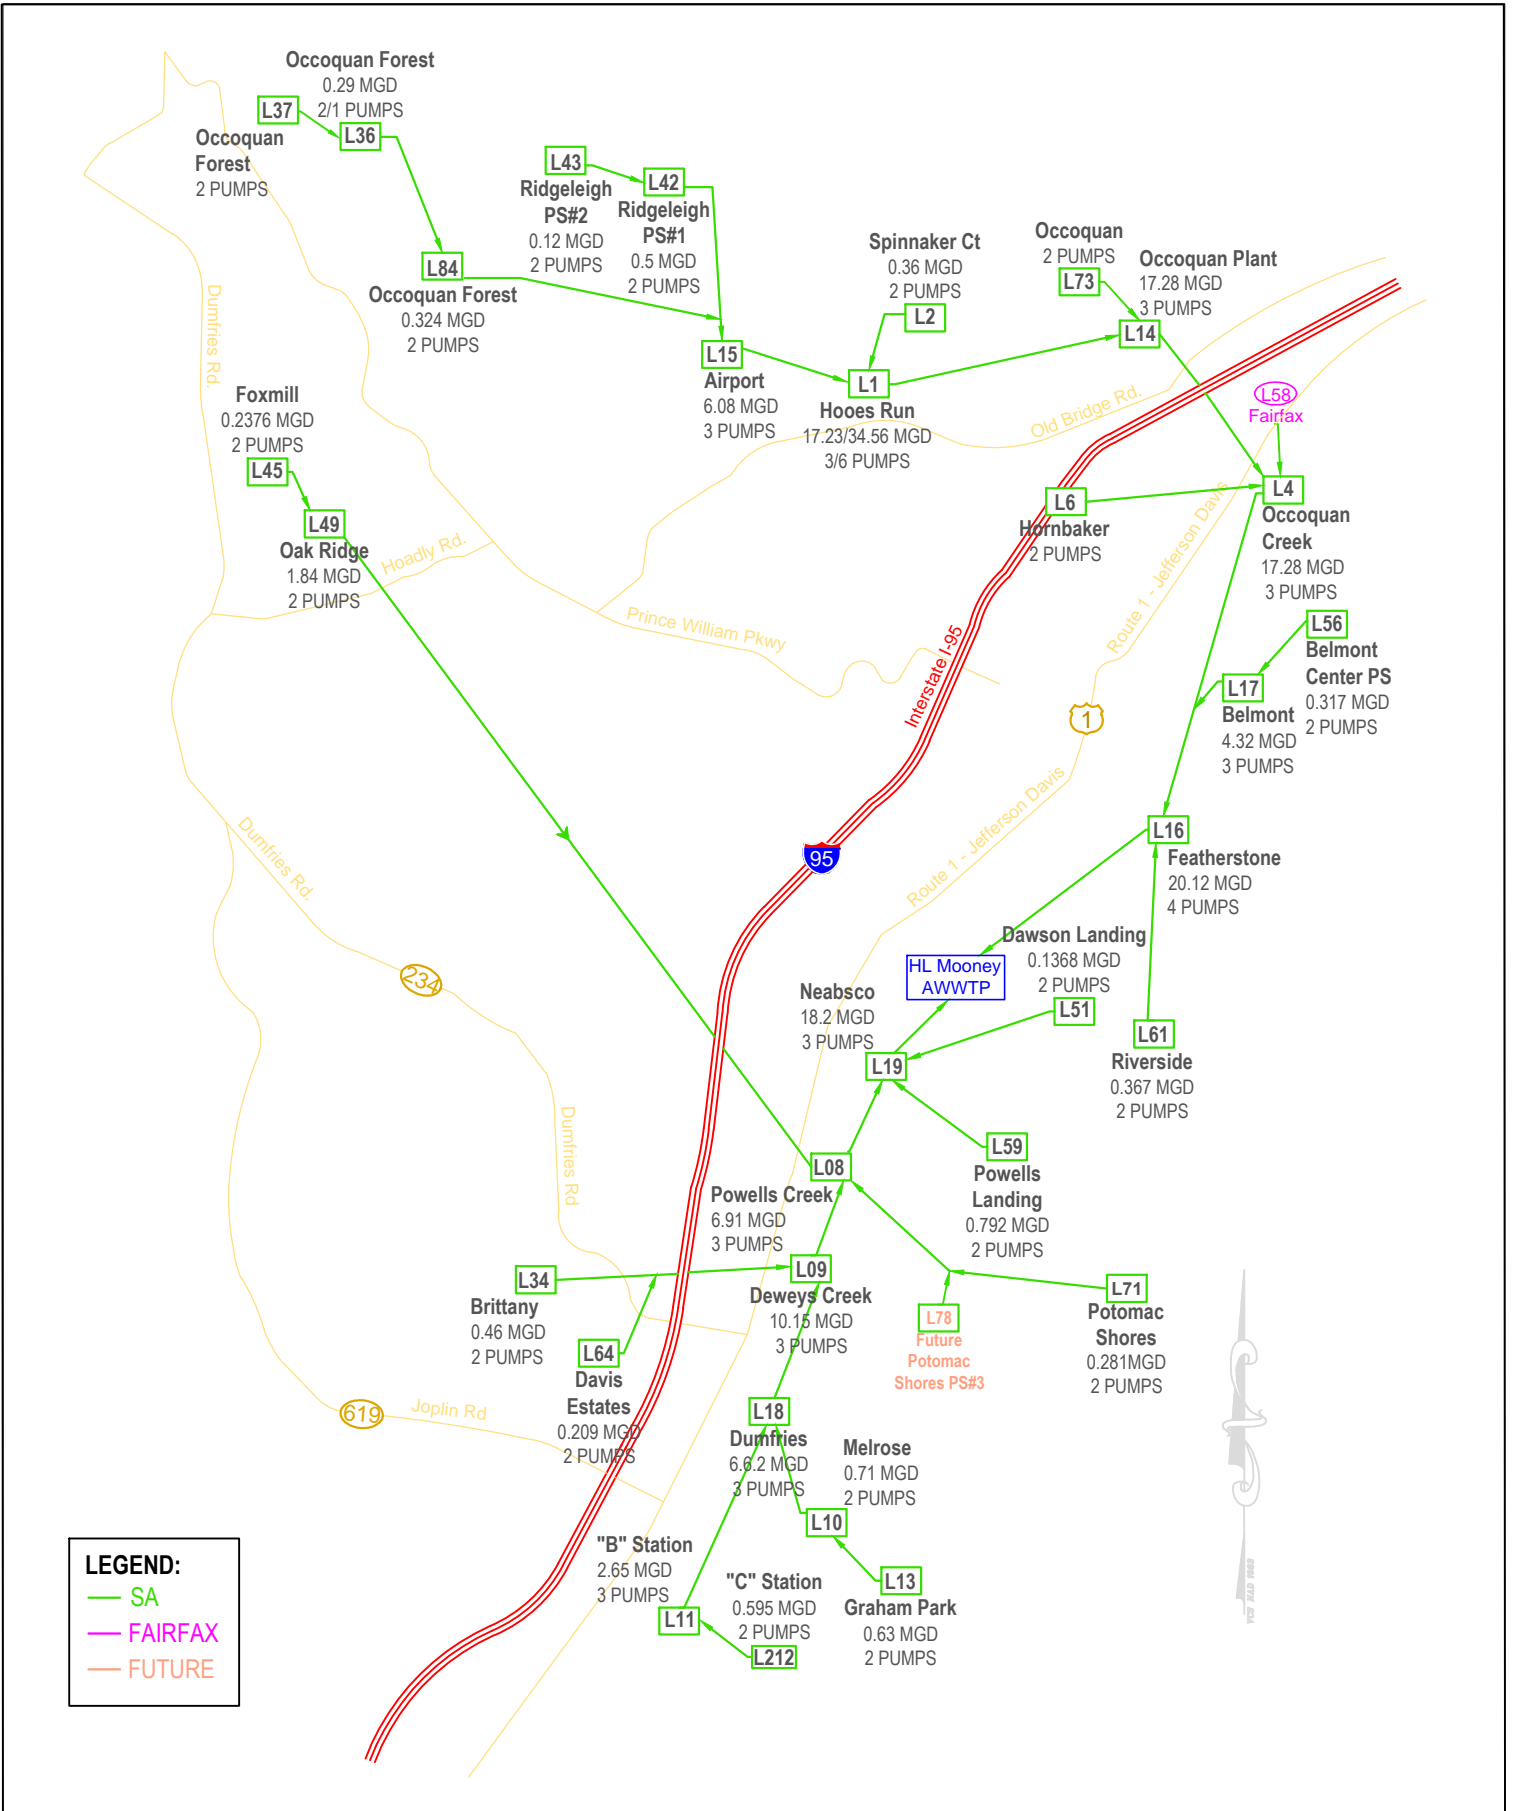 Occoquan Forest
0.29 MGD
2/1 PUMPS
L37
L36
Occoquan
Forest
2 PUMPS
L43
Ridgeleigh
PS#2
0.12 MGD
2 PUMPS
L42
Ridgeleigh
PS#1
0.5 MGD
2 PUMPS
L84
Occoquan Forest
0.324 MGD
2 PUMPS
Spinnaker Ct
0.36 MGD
2 PUMPS
L2
Occoquan
2 PUMPS
L73
Occoquan Plant
17.28 MGD
3 PUMPS
L14
L15
Airport
6.08 MGD
3 PUMPS
L1
Hooes Run
17.23/34.56 MGD
3/6 PUMPS
Old Bridge Rd.
L58
Fairfax
Dumfries Rd.
Foxmill
0.2376 MGD
2 PUMPS
L45
L49
Oak Ridge
1.84 MGD
2 PUMPS
Hoadly Rd.
L6
Hornbaker
2 PUMPS
L4
Occoquan
Creek
17.28 MGD
3 PUMPS
Route 1 - Jefferson Davis
Prince William Pkwy
Interstate I-95
L56
Belmont
Center PS
0.317 MGD
2 PUMPS
L17
Belmont
4.32 MGD
3 PUMPS
1
Route 1 - Jefferson Davis
95
L16
Featherstone
20.12 MGD
4 PUMPS
Dumfries Rd.
234
HL Mooney
AWWTP
Dawson Landing
0.1368 MGD
2 PUMPS
L51
Neabsco
18.2 MGD
3 PUMPS
L19
L61
Riverside
0.367 MGD
2 PUMPS
Dumfries Rd
L59
Powells
Landing
0.792 MGD
2 PUMPS
L08
Powells Creek
6.91 MGD
3 PUMPS
L34
Brittany
0.46 MGD
2 PUMPS
L09
Deweys Creek
10.15 MGD
3 PUMPS
L71
Potomac
Shores
0.281MGD
2 PUMPS
L78
Future
Potomac
Shores PS#3
L64
Davis
Estates
0.209 MGD
2 PUMPS
619
Joplin Rd
L18
Dumfries
6.6.2 MGD
3 PUMPS
Melrose
0.71 MGD
2 PUMPS
L10
"B" Station
2.65 MGD
3 PUMPS
L11
"C" Station
0.595 MGD
2 PUMPS
L212
L13
Graham Park
0.63 MGD
2 PUMPS
VCS NAD 1983
LEGEND:
SA
FAIRFAX
FUTURE